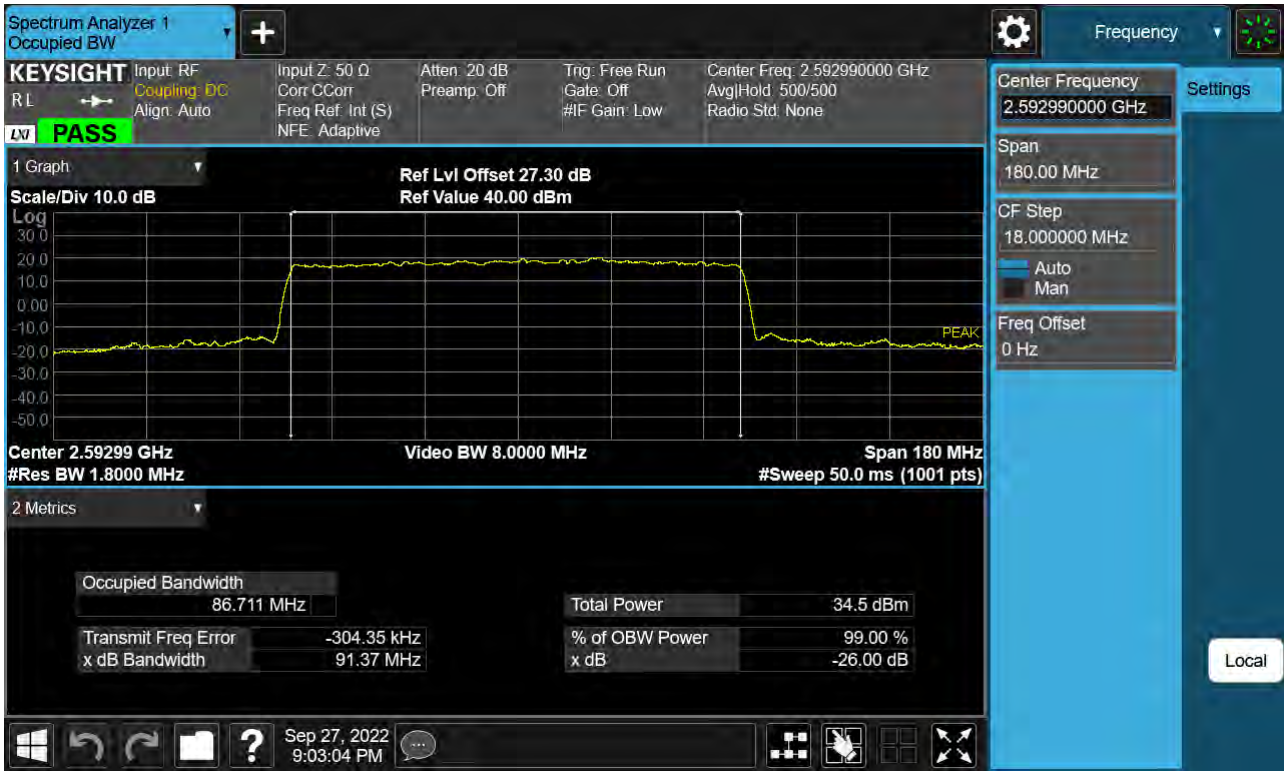 Spectrum Analyzer 1
Occupied BW
Frequency
KEYSIGHT
RL
LXI
PASS
Input: RF
Coupling: DC
Align: Auto
Input Z: 50 Ω
Corr CCorr
Freq Ref: Int (S)
NFE: Adaptive
Atten: 20 dB
Preamp: Off
Trig: Free Run
Gate: Off
#IF Gain: Low
Center Freq: 2.592990000 GHz
Avg|Hold: 500/500
Radio Std: None
1 Graph
Ref Lvl Offset 27.30 dB
Scale/Div 10.0 dB
Ref Value 40.00 dBm
Log
30.0
20.0
10.0
0.00
-10.0
-20.0
-30.0
-40.0
-50.0
PEAK
Center 2.59299 GHz
Video BW 8.0000 MHz
Span 180 MHz
#Res BW 1.8000 MHz
#Sweep 50.0 ms (1001 pts)
2 Metrics
Occupied Bandwidth
86.711 MHz
Total Power 34.5 dBm
Transmit Freq Error -304.35 kHz
% of OBW Power 99.00 %
x dB Bandwidth 91.37 MHz
x dB -26.00 dB
Center Frequency
2.592990000 GHz
Settings
Span
180.00 MHz
CF Step
18.000000 MHz
Auto
Man
Freq Offset
0 Hz
Local
?
Sep 27, 2022
9:03:04 PM